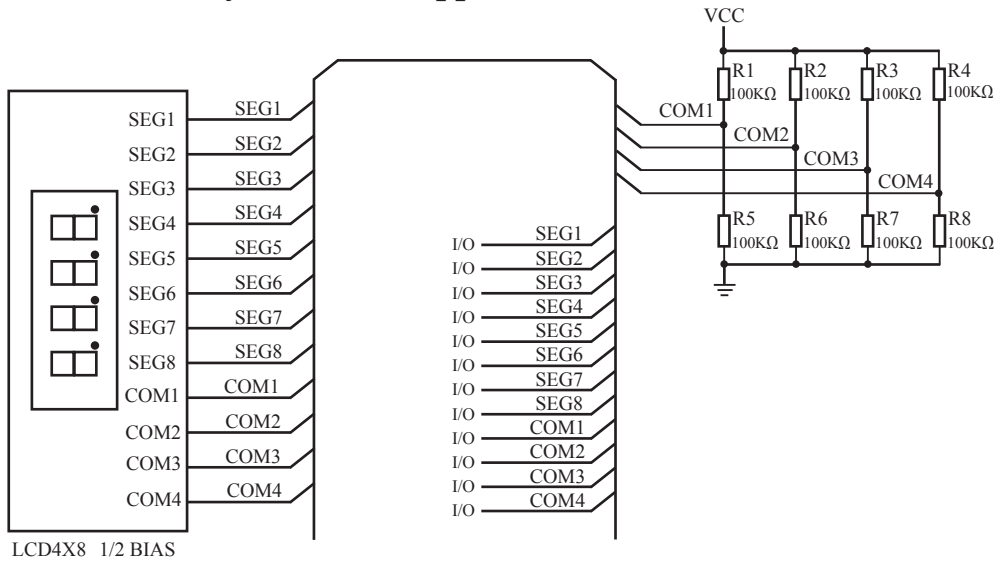 VCC
R1
100KΩ
R2
100KΩ
R3
100KΩ
R4
100KΩ
COM1
COM2
COM3
COM4
R5
100KΩ
R6
100KΩ
R7
100KΩ
R8
100KΩ
SEG1
SEG2
SEG3
SEG4
SEG5
SEG6
SEG7
SEG8
COM1
COM2
COM3
COM4
SEG1
SEG2
SEG3
SEG4
SEG5
SEG6
SEG7
SEG8
COM1
COM2
COM3
COM4
I/O SEG1
I/O SEG2
I/O SEG3
I/O SEG4
I/O SEG5
I/O SEG6
I/O SEG7
I/O SEG8
I/O COM1
I/O COM2
I/O COM3
I/O COM4
LCD4X8 1/2 BIAS